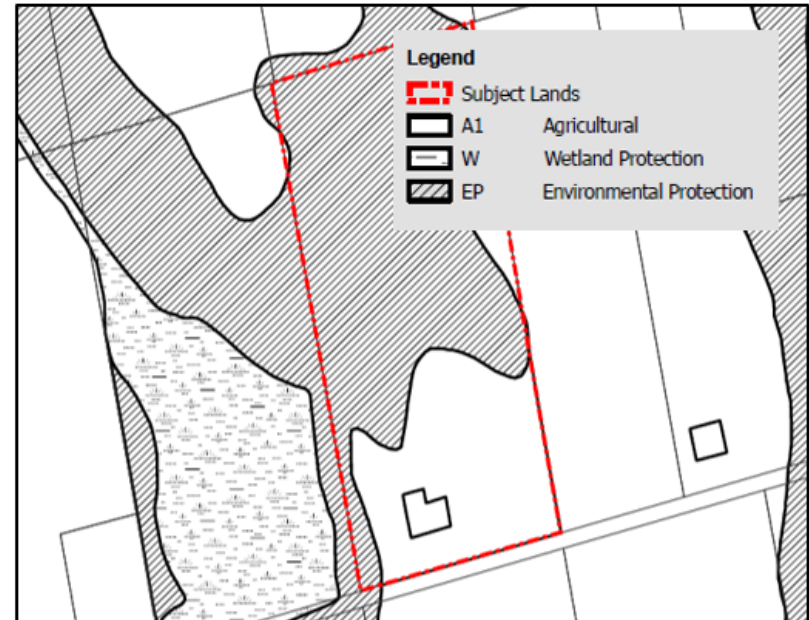 Legend
Subject Lands
A1 Agricultural
W Wetland Protection
EP Environmental Protection